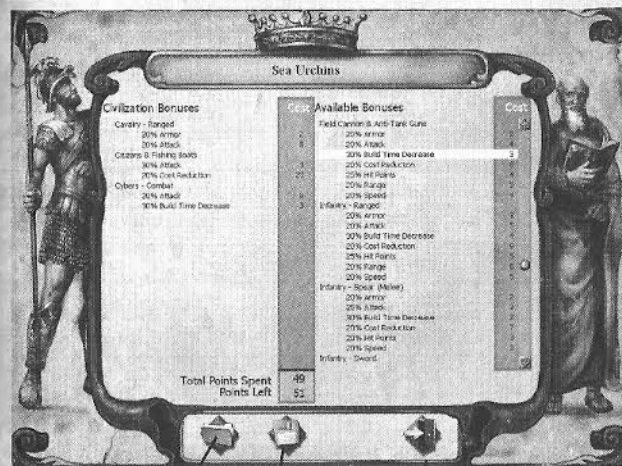 Sea Urchins
Civilization Bonuses
Cost
Cavalry - Ranged
20% Armor
20% Attack
Citizens & Fishing Boats
20% Cost Reduction
Cybers - Combat
20% Attack
30% Build Time Decrease
Total Points Spent 49
Points Left 51
Available Bonuses
Cost
Field Cannon & Anti-Tank Guns
20% Armor
20% Attack
30% Build Time Decrease 3
20% Cost Reduction
25% Hit Points
20% Range
20% Speed
Infantry - Ranged
20% Armor
20% Attack
30% Build Time Decrease
20% Cost Reduction
25% Hit Points
20% Range
20% Speed
Infantry - Spear (Melee)
20% Armor
20% Attack
30% Build Time Decrease
20% Cost Reduction
Hit Points
20% Speed
Infantry - Sword